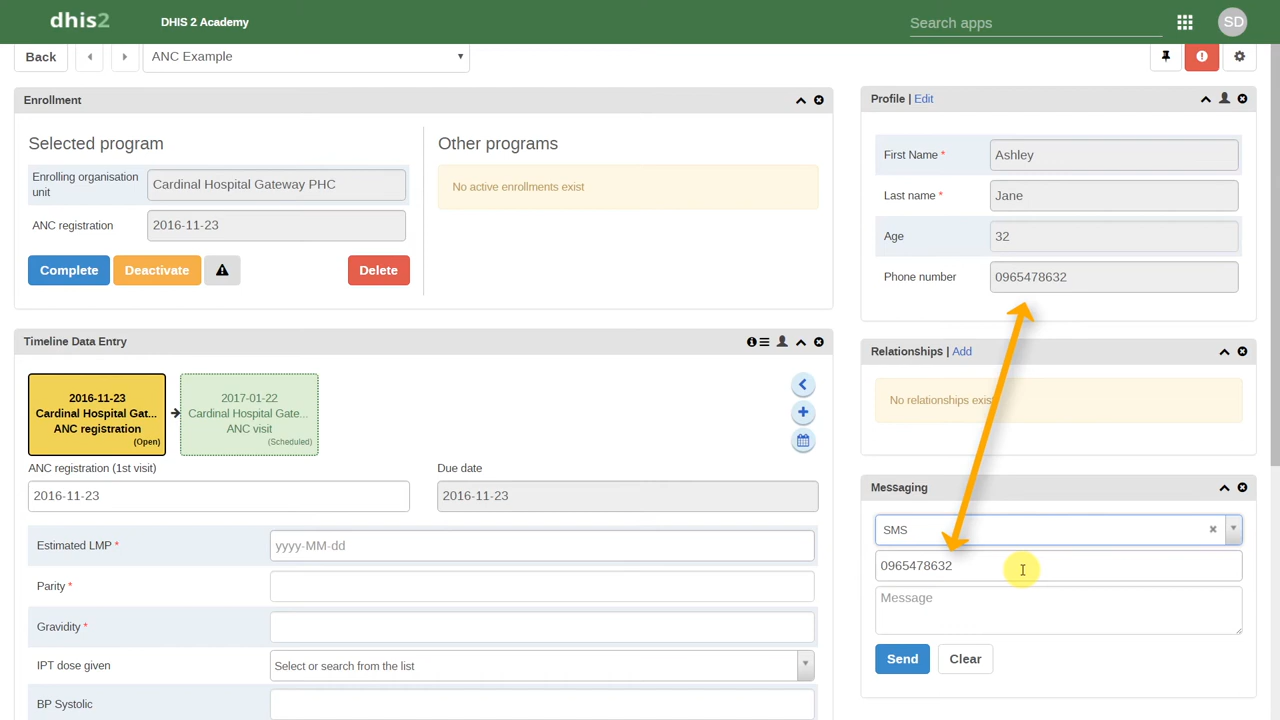 dhis2
DHIS 2 Academy
Search apps
SD
Back
ANC Example
Enrollment
Selected program
Enrolling organisation
unit
Cardinal Hospital Gateway PHC
ANC registration
2016-11-23
Complete
Deactivate
Delete
Other programs
No active enrollments exist
Timeline Data Entry
2016-11-23
Cardinal Hospital Gat...
ANC registration
(Open)
2017-01-22
Cardinal Hospital Gate...
ANC visit
(Scheduled)
ANC registration (1st visit)
Due date
2016-11-23
2016-11-23
Estimated LMP *
yyyy-MM-dd
Parity *
Gravidity *
IPT dose given
Select or search from the list
BP Systolic
Profile | Edit
First Name *
Ashley
Last name *
Jane
Age
32
Phone number
0965478632
Relationships | Add
No relationships exist
Messaging
SMS
0965478632
Message
Send
Clear